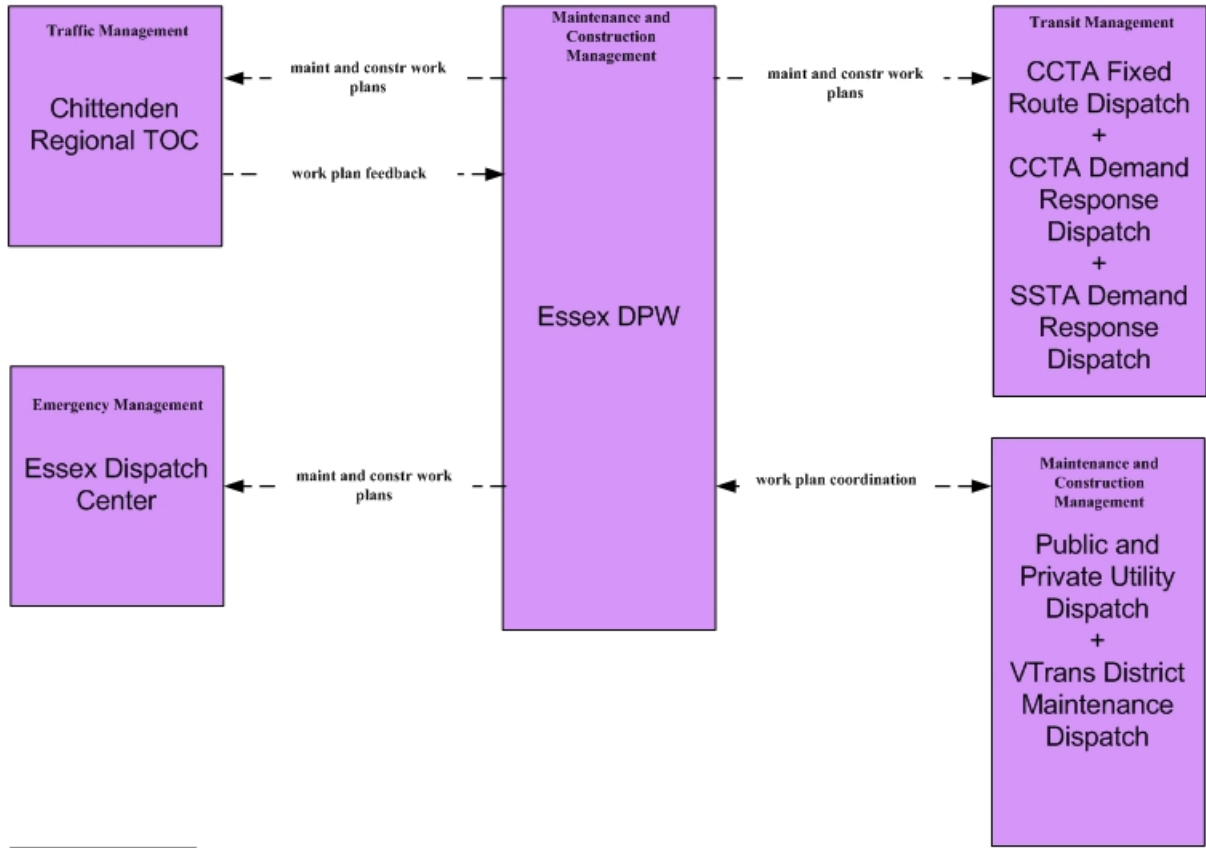 Traffic Management
Chittenden
Regional TOC
maint and constr work
plans
work plan feedback
Emergency Management
Essex Dispatch
Center
maint and constr work
plans
Maintenance and
Construction
Management
Essex DPW
maint and constr work
plans
work plan coordination
Transit Management
CCTA Fixed
Route Dispatch
+
CCTA Demand
Response
Dispatch
+
SSTA Demand
Response
Dispatch
Maintenance and
Construction
Management
Public and
Private Utility
Dispatch
+
VTrans District
Maintenance
Dispatch